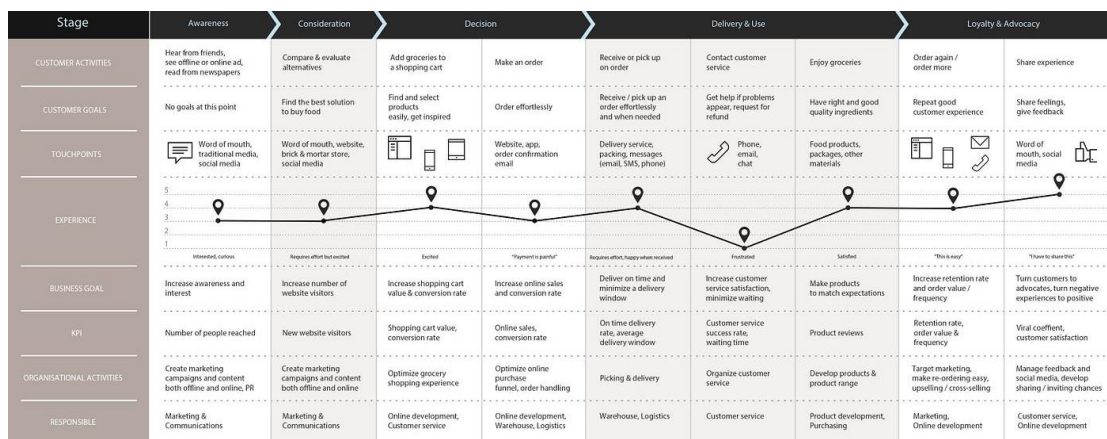 Stage
Awareness
Consideration
Decision
Delivery & Use
Loyalty & Advocacy
CUSTOMER ACTIVITIES
Hear from friends,
see offline or online ad,
read from newspapers
Compare & evaluate
alternatives
Add groceries to
a shopping cart
Make an order
Receive or pick up
on order
Contact customer
service
Enjoy groceries
Order again /
order more
Share experience
CUSTOMER GOALS
No goals at this point
Find the best solution
to buy food
Find and select
products
easily, get inspired
Order effortlessly
Receive / pick up an
order effortlessly
and when needed
Get help if problems
appear, request for
refund
Have right and good
quality ingredients
Repeat good
customer experience
Share feelings,
give feedback
TOUCHPOINTS
Word of mouth,
traditional media,
social media
Word of mouth, website,
brick & mortar store,
social media
Website, app,
order confirmation
email
Delivery service,
packing, messages
(email, SMS, phone)
Phone,
email,
chat
Food products,
packages, other
materials
Word of
mouth, social
media
EXPERIENCE
5
4
3
2
1
Interested, curious
Requires effort but excited
Excited
"Payment is painful"
Requires effort, happy when received
Frustrated
Satisfied
"This is easy"
"I have to share this"
BUSINESS GOAL
Increase awareness and
interest
Increase number of
website visitors
Increase shopping cart
value & conversion rate
Increase online sales
and conversion rate
Deliver on time and
minimize a delivery
window
Increase customer
service satisfaction,
minimize waiting
Make products
to match expectations
Increase retention rate
and order value /
frequency
Turn customers to
advocates, turn negative
experiences to positive
KPI
Number of people reached
New website visitors
Shopping cart value,
conversion rate
Online sales,
conversion rate
On time delivery
rate, average
delivery window
Customer service
success rate,
waiting time
Product reviews
Retention rate,
order value &
frequency
Viral coeffient,
customer satisfaction
ORGANISATIONAL ACTIVITIES
Create marketing
campaigns and content
both offline and online, PR
Create marketing
campaigns and content
both offline and online
Optimize grocery
shopping experience
Optimize online
purchase
funnel, order handling
Picking & delivery
Organize customer
service
Develop products &
product range
Target marketing,
make re-ordering easy,
upselling / cross-selling
Manage feedback and
social media, develop
sharing / inviting chances
RESPONSIBLE
Marketing &
Communications
Marketing &
Communications
Online development,
Customer service
Online development,
Warehouse, Logistics
Warehouse, Logistics
Customer service
Product development,
Purchasing
Marketing,
Online development
Customer service,
Online development